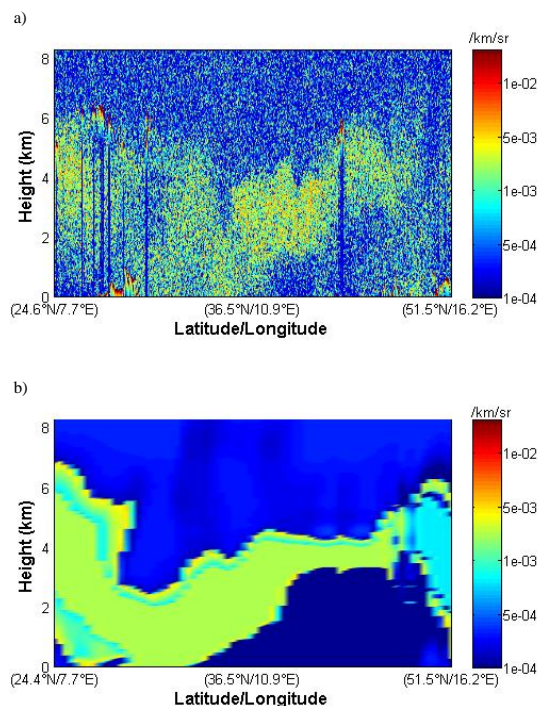 a)
/km/sr
8
6
4
2
0
Height (km)
1e-02
5e-03
1e-03
5e-04
1e-04
(24.6°N/7.7°E) (36.5°N/10.9°E) (51.5°N/16.2°E)
Latitude/Longitude
b)
/km/sr
8
6
4
2
0
Height (km)
1e-02
5e-03
1e-03
5e-04
1e-04
(24.4°N/7.7°E) (36.5°N/10.9°E) (51.5°N/16.2°E)
Latitude/Longitude